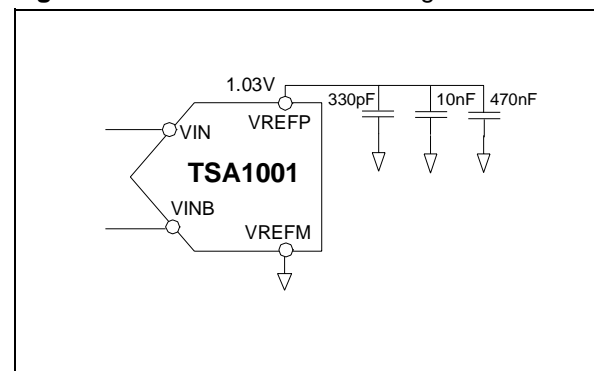 1.03V
330pF
10nF
470nF
VIN
VREFP
TSA1001
VINB
VREFM